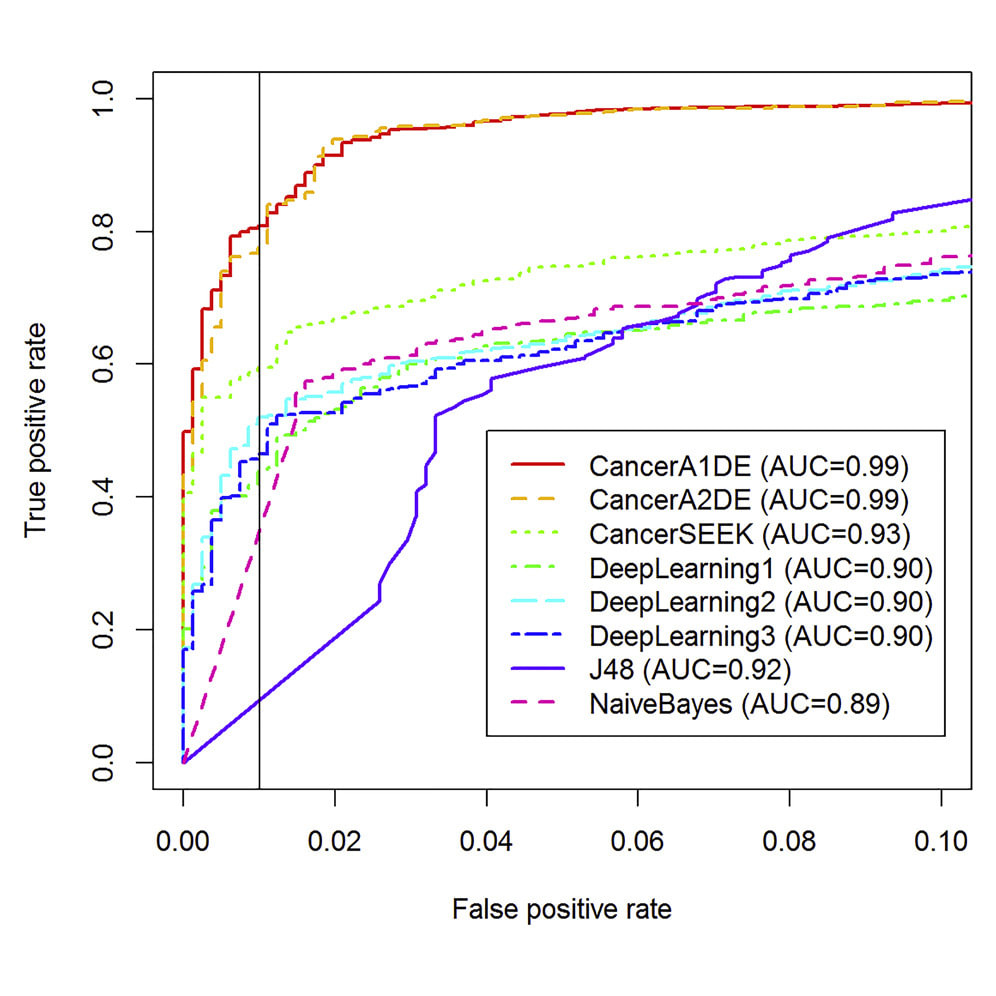 1.0
0.8
0.6
0.4
0.2
0.0
True positive rate
CancerA1DE (AUC=0.99)
CancerA2DE (AUC=0.99)
CancerSEEK (AUC=0.93)
DeepLearning1 (AUC=0.90)
DeepLearning2 (AUC=0.90)
DeepLearning3 (AUC=0.90)
J48 (AUC=0.92)
NaiveBayes (AUC=0.89)
0.00 0.02 0.04 0.06 0.08 0.10
False positive rate